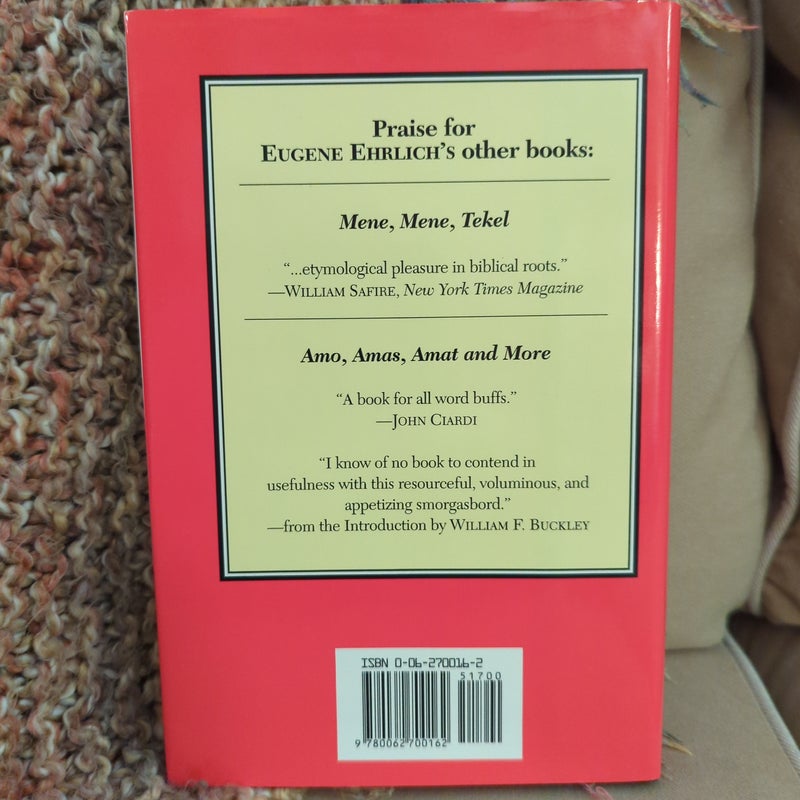 Praise for
EUGENE EHRLICH'S other books:
Mene, Mene, Tekel
“...etymological pleasure in biblical roots.”
—WILLIAM SAFIRE, New York Times Magazine
Amo, Amas, Amat and More
“A book for all word buffs.”
—JOHN CIARDI
“I know of no book to contend in
usefulness with this resourceful, voluminous, and
appetizing smorgasbord.”
—from the Introduction by WILLIAM F. BUCKLEY
ISBN 0-06-270016-2
51700
9 780062 700162